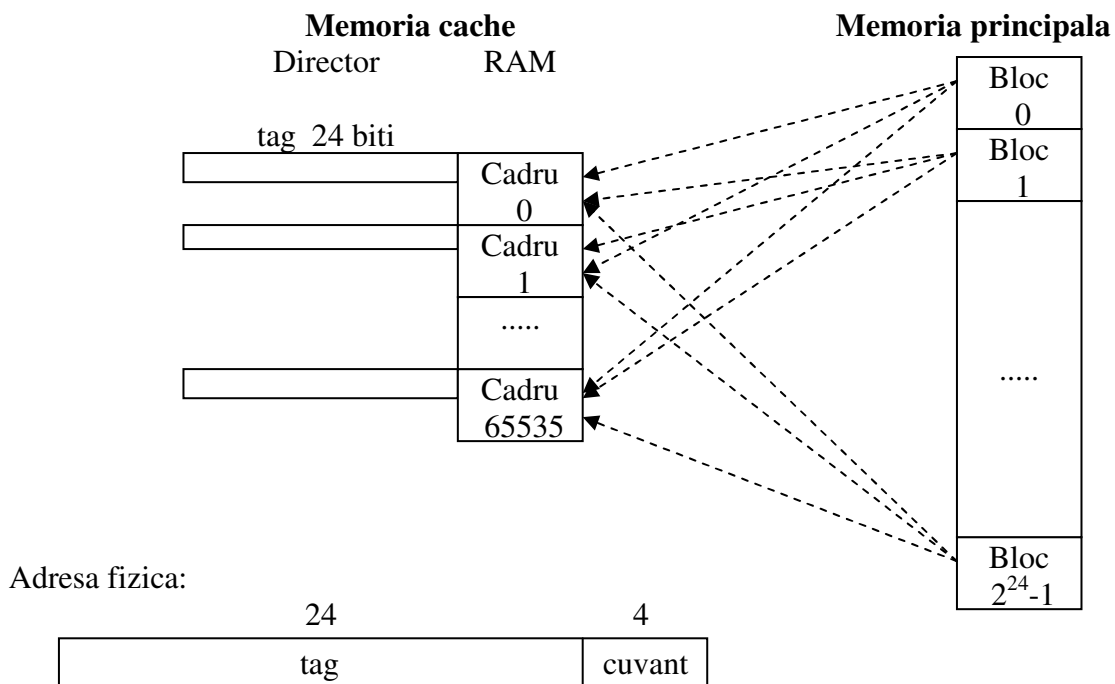 Memoria cache
Memoria principala
Director RAM
tag 24 biti
Cadru
0
Cadru
1
.....
Cadru
65535
Bloc
0
Bloc
1
.....
Bloc
2^24-1
Adresa fizica:
24 4
tag cuvant